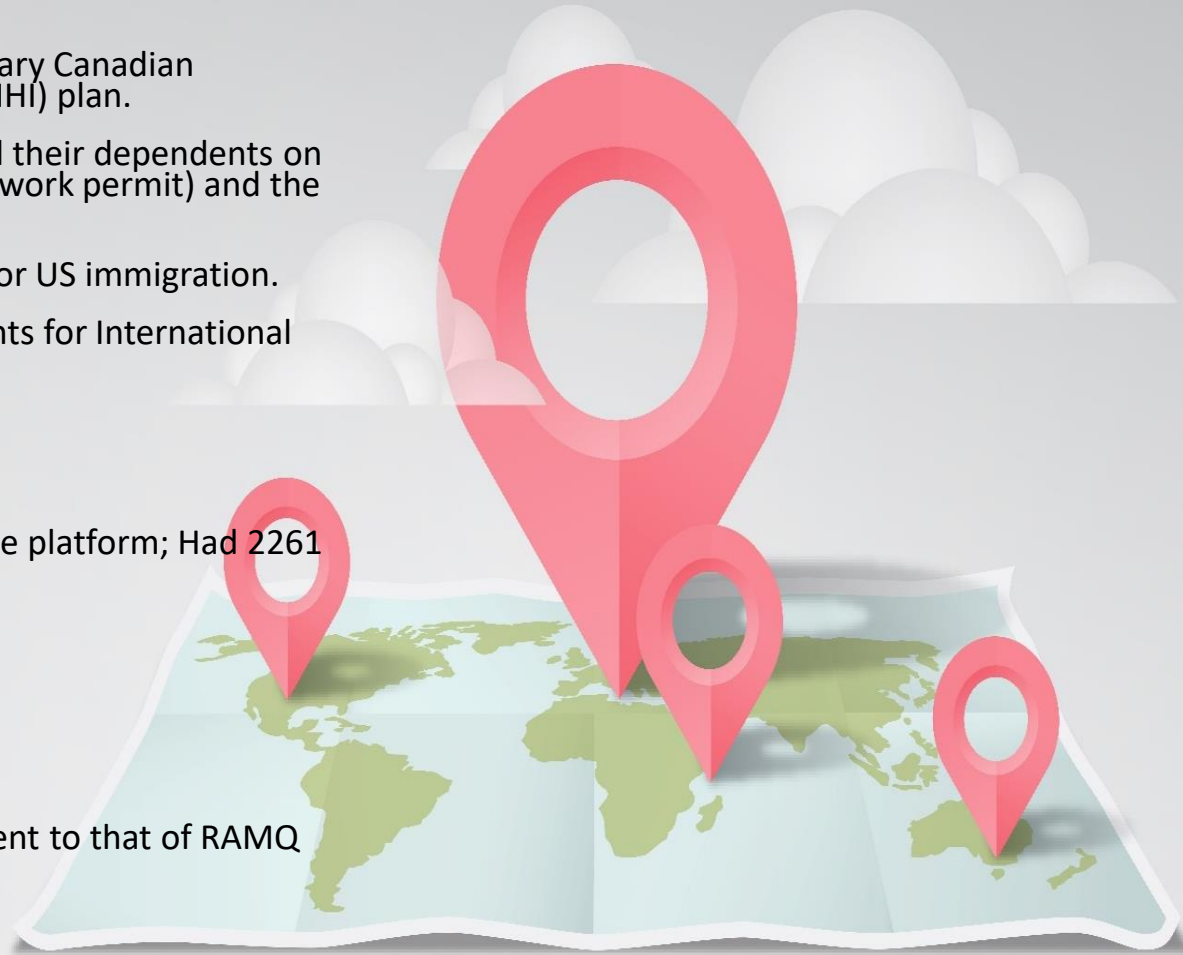 ary Canadian
HI) plan.
l their dependents on
work permit) and the
or US immigration.
nts for International
e platform; Had 2261
ent to that of RAMQ